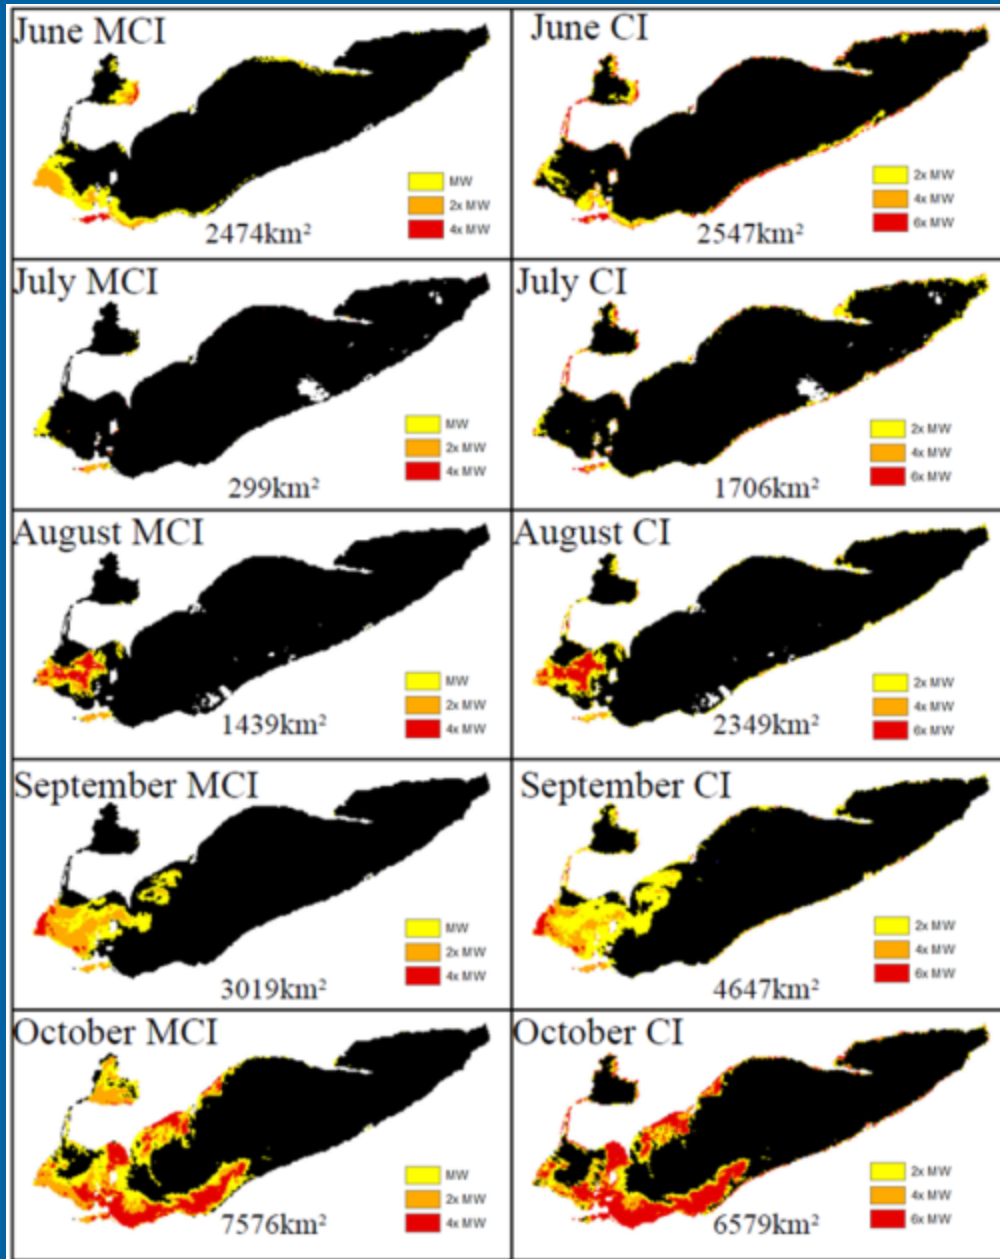 June MCI
MW
2x MW
4x MW
2474km²
June CI
2x MW
4x MW
6x MW
2547km²
July MCI
MW
2x MW
4x MW
299km²
July CI
2x MW
4x MW
6x MW
1706km²
August MCI
MW
2x MW
4x MW
1439km²
August CI
2x MW
4x MW
6x MW
2349km²
September MCI
MW
2x MW
4x MW
3019km²
September CI
2x MW
4x MW
6x MW
4647km²
October MCI
MW
2x MW
4x MW
7576km²
October CI
2x MW
4x MW
6x MW
6579km²